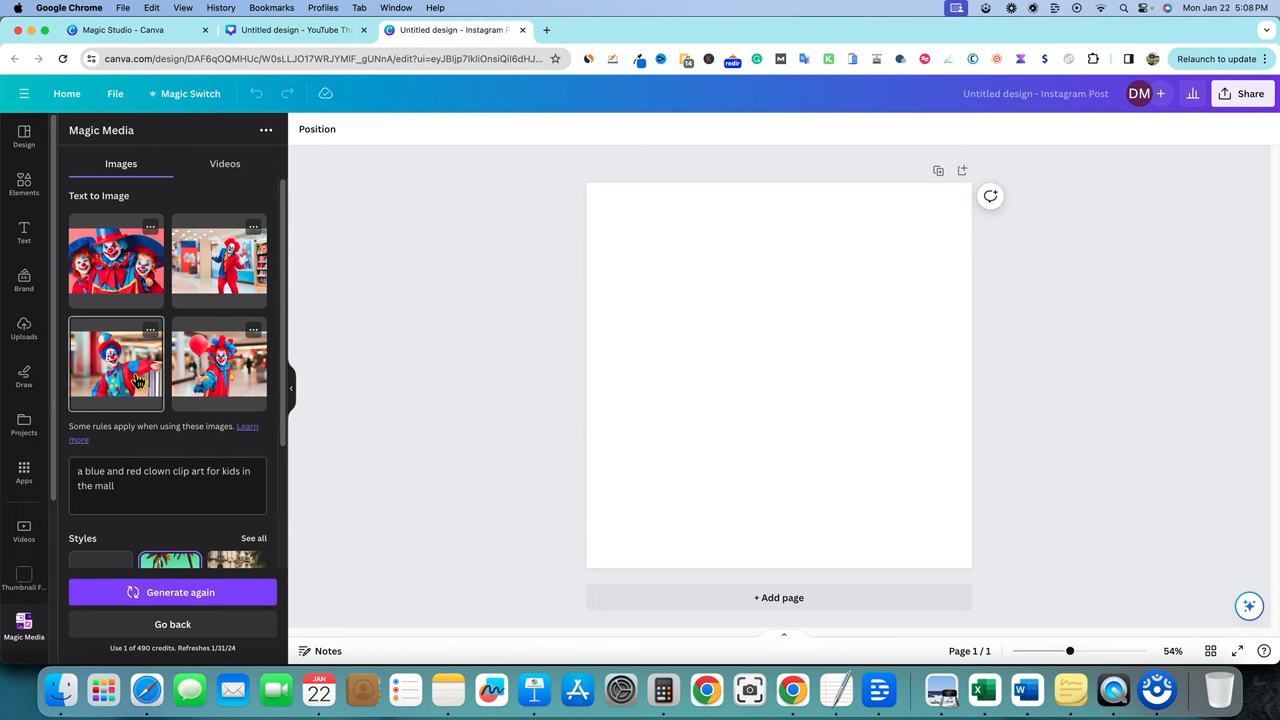 Google Chrome File Edit View History Bookmarks Profiles Tab Window Help
Mon Jan 22 5:08 PM
Magic Studio - Canva
Untitled design - YouTube Th
Untitled design - Instagram P
canva.com/design/DAF6qOQMHUc/W0sLLJO17WRJYMlF_gUNnA/edit?ui=eyJBIjp7IkIiOnsiQiI6dHJ...
14
redir
Relaunch to update
Home File Magic Switch
Untitled design - Instagram Post
DM
Share
Design
Elements
Text
Brand
Uploads
Draw
Projects
Apps
Videos
Thumbnail F...
Magic Media
Magic Media
Images Videos
Text to Image
Some rules apply when using these images. Learn
more
a blue and red clown clip art for kids in
the mall
Styles See all
Generate again
Go back
Use 1 of 490 credits. Refreshes 1/31/24
Position
+ Add page
Notes
Page 1 / 1
54%
JAN
22